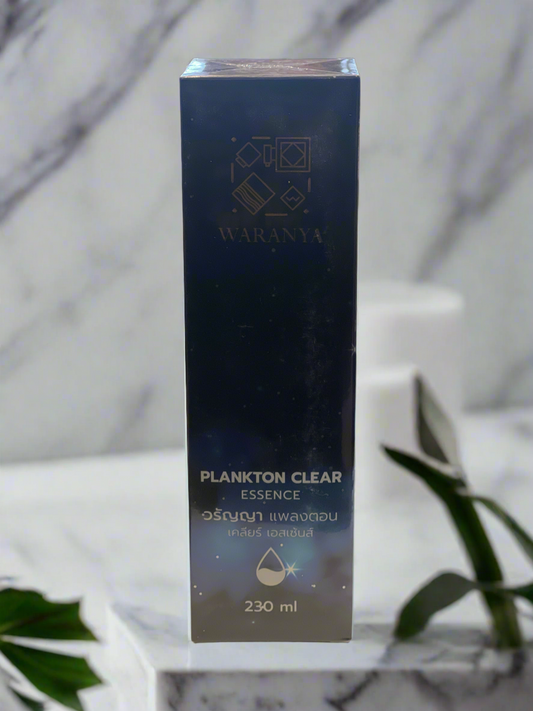 WARANYA
PLANKTON CLEAR
ESSENCE
วรัญญา แพลงตอน
เคลียร์ เอสเซ้นส์
230 ml